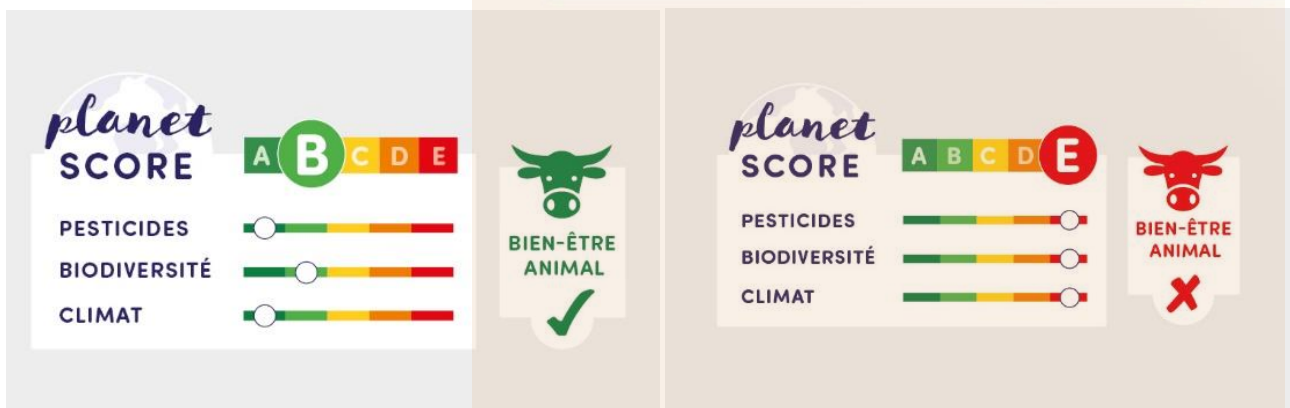 planet
SCORE
A B C D E
PESTICIDES
BIODIVERSITÉ
CLIMAT
BIEN-ÊTRE
ANIMAL
planet
SCORE
A B C D E
PESTICIDES
BIODIVERSITÉ
CLIMAT
BIEN-ÊTRE
ANIMAL